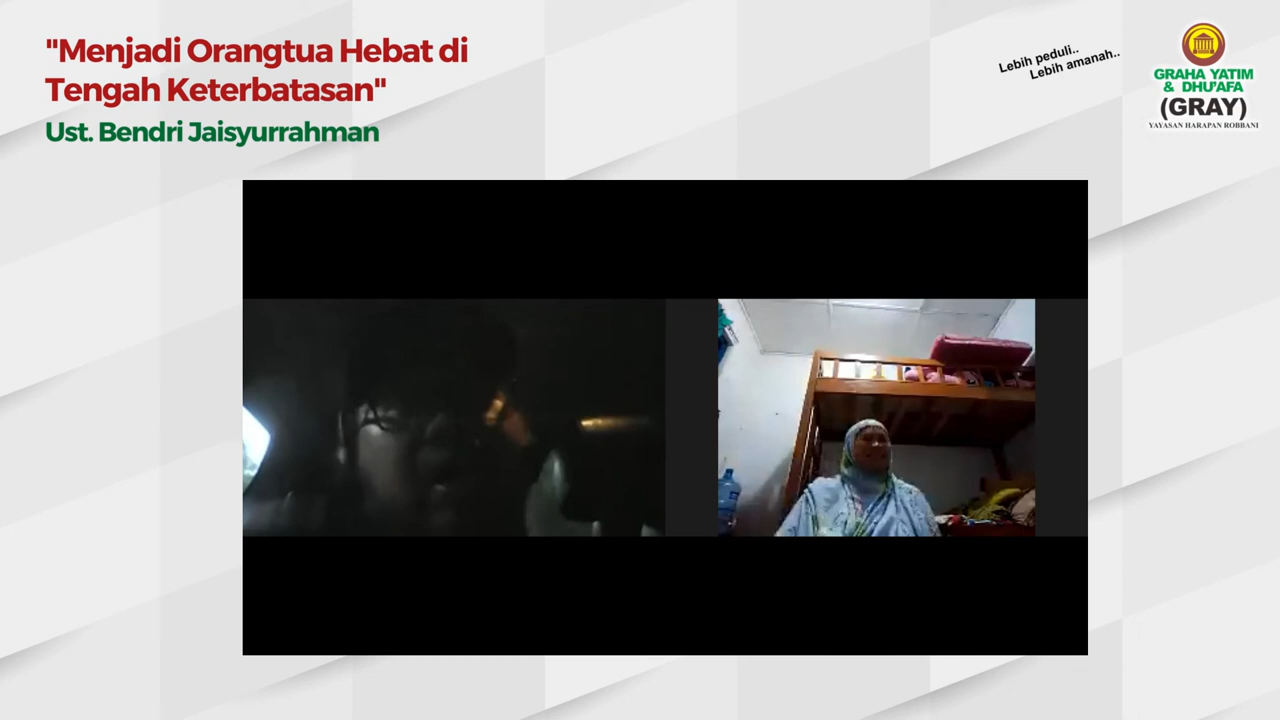 "Menjadi Orangtua Hebat di
Tengah Keterbatasan"
Ust. Bendri Jaisyurrahman
Lebih peduli..
Lebih amanah..
GRAHA YATIM
& DHU'AFA
(GRAY)
YAYASAN HARAPAN ROBBANI